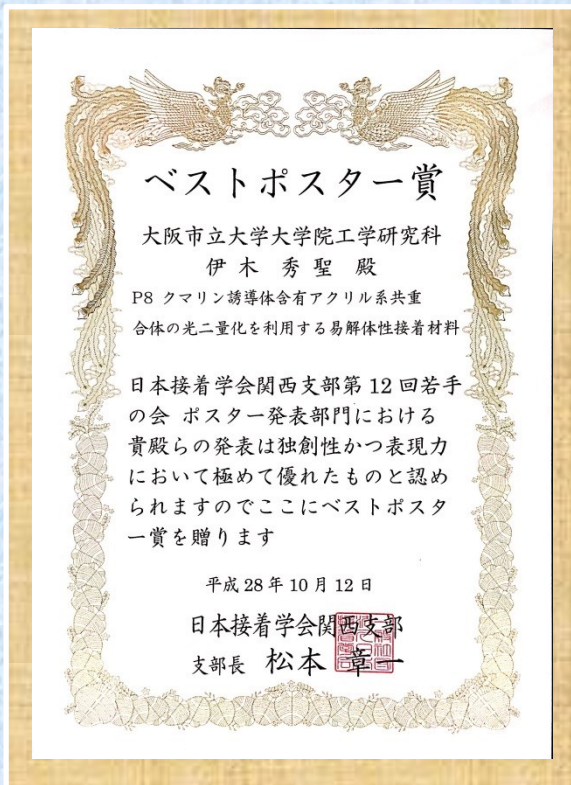 ベストポスター賞
大阪市立大学大学院工学研究科
伊木 秀聖 殿
P8 クマリン誘導体含有アクリル系共重
合体の光二量化を利用する易解体性接着材料
日本接着学会関西支部第12回若手
の会 ポスター発表部門における
貴殿らの発表は独創性かつ表現力
において極めて優れたものと認め
られますのでここにベストポスタ
ー賞を贈ります
平成28年10月12日
日本接着学会関西支部
支部長 松本 章一